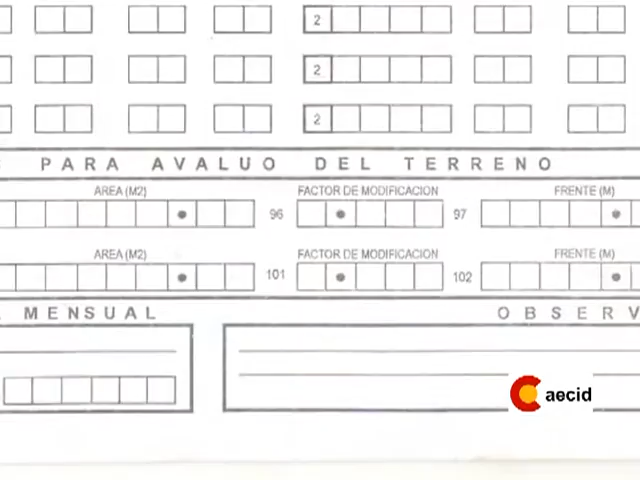 2
2
2
PARA AVALUO DEL TERRENO
AREA (M2) FACTOR DE MODIFICACION FRENTE (M)
96 97
AREA (M2) FACTOR DE MODIFICACION FRENTE (M)
101 102
MENSUAL OBSERV
aecid